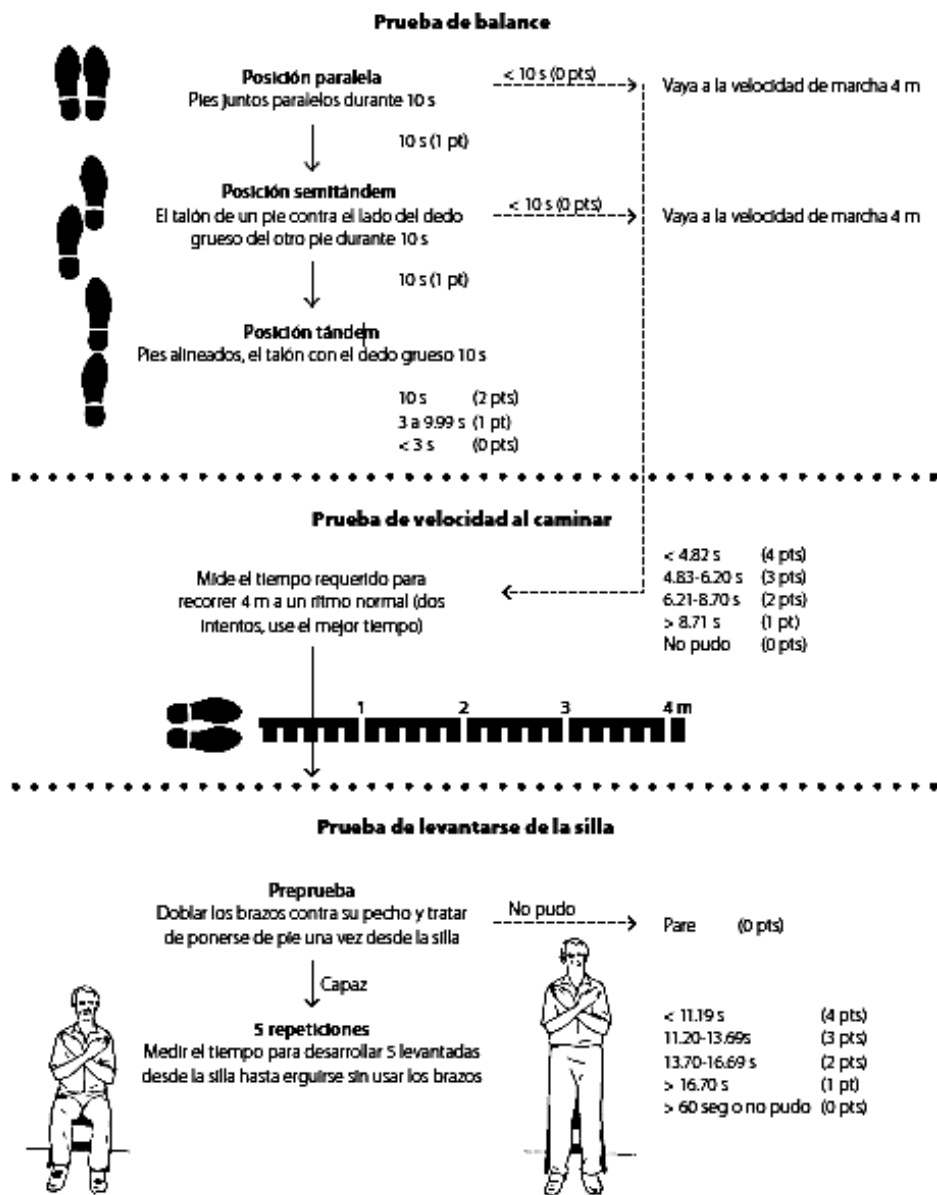 Prueba de balance
Posición paralela
Pies juntos paralelos durante 10 s
< 10 s (0 pts)
Vaya a la velocidad de marcha 4 m
10 s (1 pt)
Posición semitándem
El talón de un pie contra el lado del dedo
grueso del otro pie durante 10 s
< 10 s (0 pts)
Vaya a la velocidad de marcha 4 m
10 s (1 pt)
Posición tándem
Pies alineados, el talón con el dedo grueso 10 s
10 s (2 pts)
3 a 9.99 s (1 pt)
< 3 s (0 pts)
Prueba de velocidad al caminar
Mide el tiempo requerido para
recorrer 4 m a un ritmo normal (dos
intentos, use el mejor tiempo)
< 4.82 s (4 pts)
4.83-6.20 s (3 pts)
6.21-8.70 s (2 pts)
> 8.71 s (1 pt)
No pudo (0 pts)
1 2 3 4 m
Prueba de levantarse de la silla
Preprueba
Doblar los brazos contra su pecho y tratar
de ponerse de pie una vez desde la silla
No pudo
Pare (0 pts)
Capaz
5 repeticiones
Medir el tiempo para desarrollar 5 levantadas
desde la silla hasta erguirse sin usar los brazos
< 11.19 s (4 pts)
11.20-13.69s (3 pts)
13.70-16.69 s (2 pts)
> 16.70 s (1 pt)
> 60 seg o no pudo (0 pts)